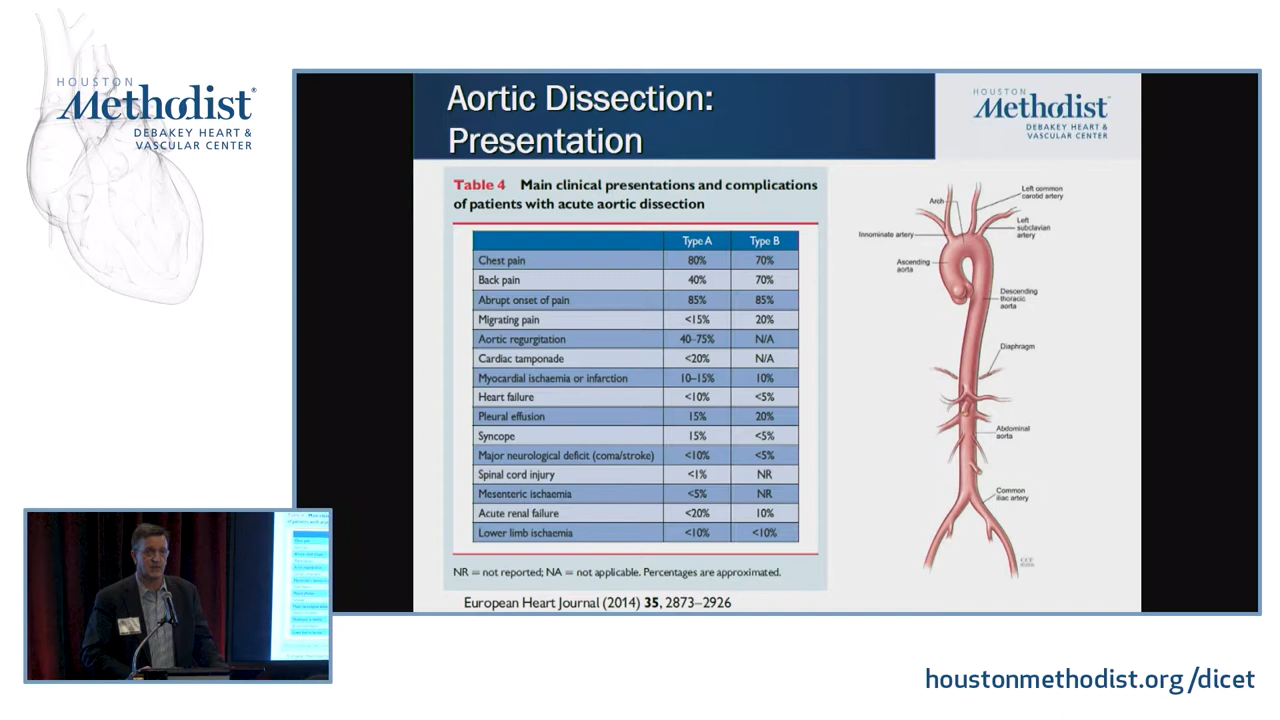 HOUSTON
Methodist®
DEBAKEY HEART &
VASCULAR CENTER
Aortic Dissection:
Presentation
HOUSTON
Methodist
DEBAKEY HEART &
VASCULAR CENTER
Table 4 Main clinical presentations and complications
of patients with acute aortic dissection
Type A Type B
Chest pain 80% 70%
Back pain 40% 70%
Abrupt onset of pain 85% 85%
Migrating pain <15% 20%
Aortic regurgitation 40–75% N/A
Cardiac tamponade <20% N/A
Myocardial ischaemia or infarction 10–15% 10%
Heart failure <10% <5%
Pleural effusion 15% 20%
Syncope 15% <5%
Major neurological deficit (coma/stroke) <10% <5%
Spinal cord injury <1% NR
Mesenteric ischaemia <5% NR
Acute renal failure <20% 10%
Lower limb ischaemia <10% <10%
NR = not reported; NA = not applicable. Percentages are approximated.
European Heart Journal (2014) 35, 2873–2926
Left common
carotid artery
Arch
Left
subclavian
artery
Innominate artery
Ascending
aorta
Descending
thoracic
aorta
Diaphragm
Abdominal
aorta
Common
iliac artery
houstonmethodist.org/dicet